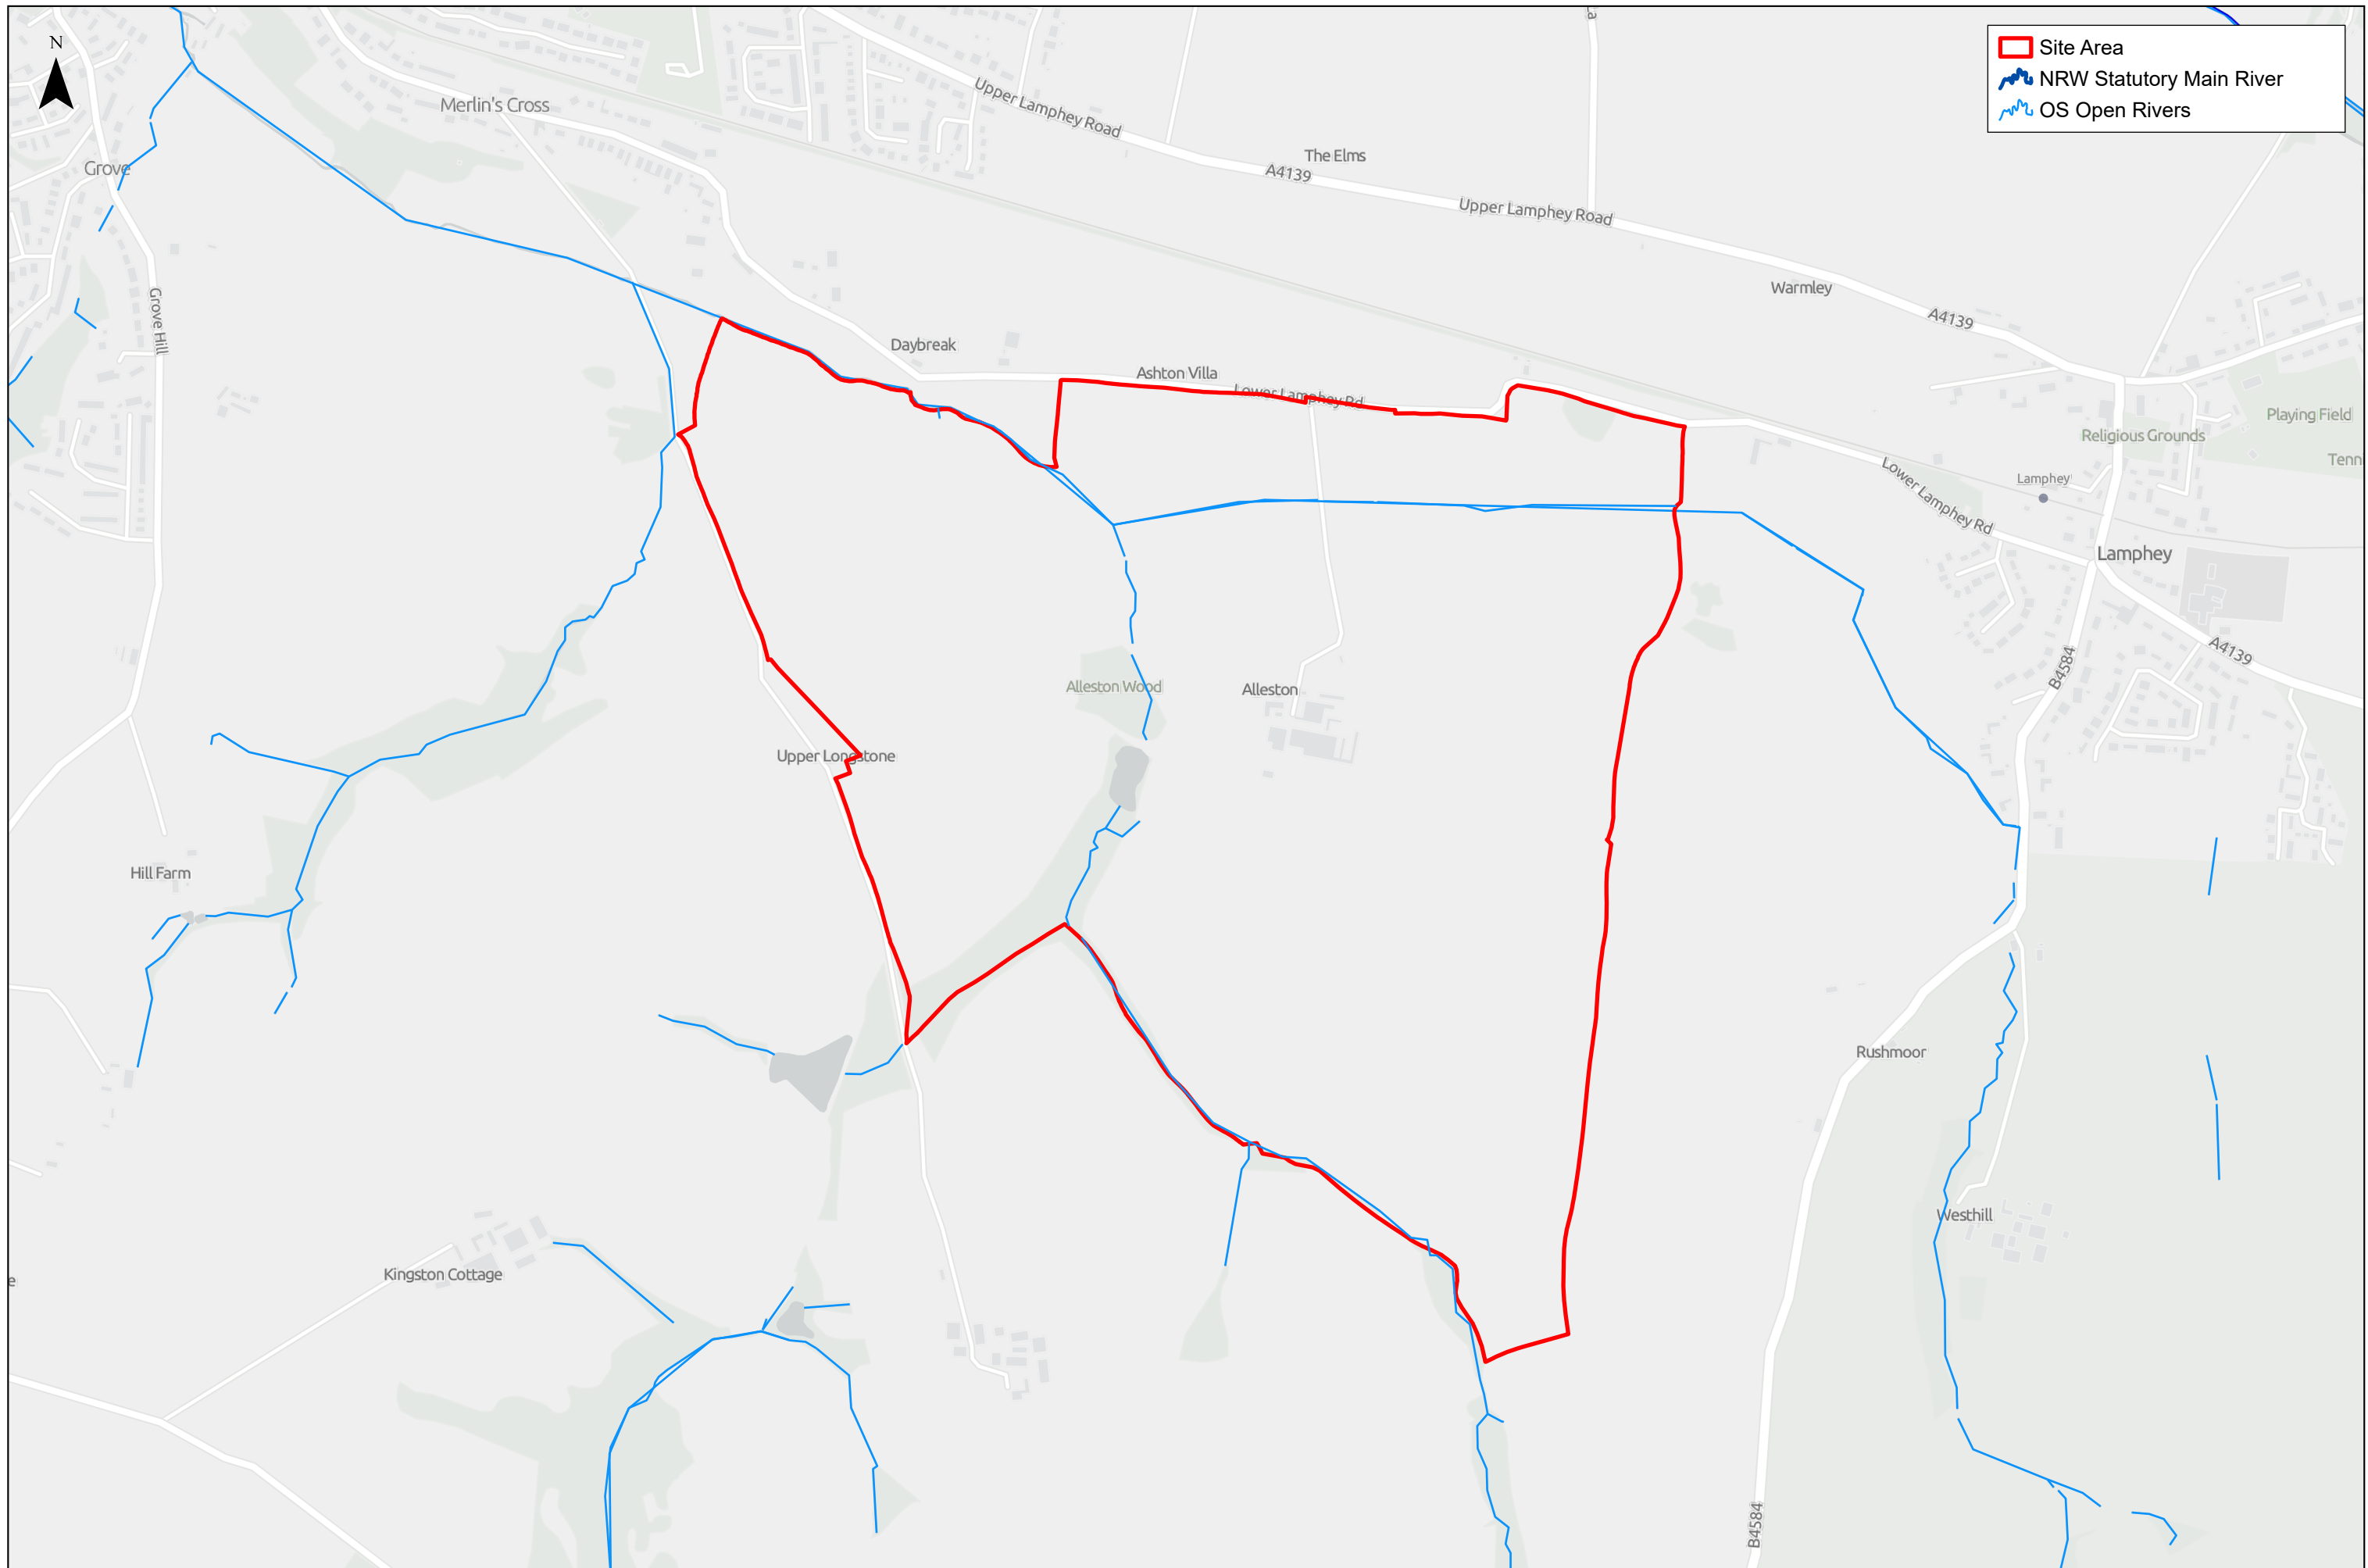 N
Site Area
NRW Statutory Main River
OS Open Rivers
Merlin's Cross
Upper Lamphey Road
The Elms
A4139
Grove
Upper Lamphey Road
Warmley
Grove Hill
A4139
Daybreak
Ashton Villa
Lower Lamphey Rd
Playing Field
Religious Grounds
Tenn
Lamphey
Lower Lamphey Rd
Lamphey
A4139
B4584
Alleston Wood
Alleston
Upper Longstone
Hill Farm
Rushmoor
Westhill
Kingston Cottage
e
B4584